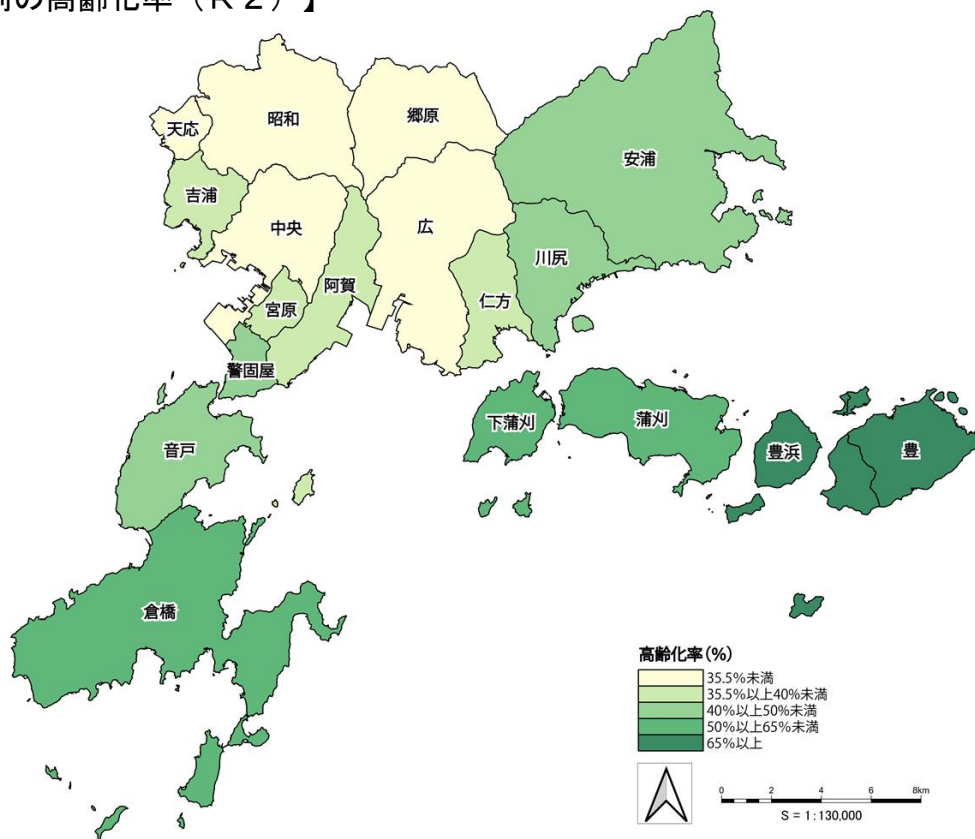 の高齢化率（R2）】
昭和
郷原
天応
安浦
吉浦
中央
広
川尻
阿賀
仁方
宮原
警固屋
下蒲刈
蒲刈
音戸
豊浜
豊
倉橋
高齢化率(%)
35.5%未満
35.5%以上40%未満
40%以上50%未満
50%以上65%未満
65%以上
0 2 4 6 8km
S = 1:130,000